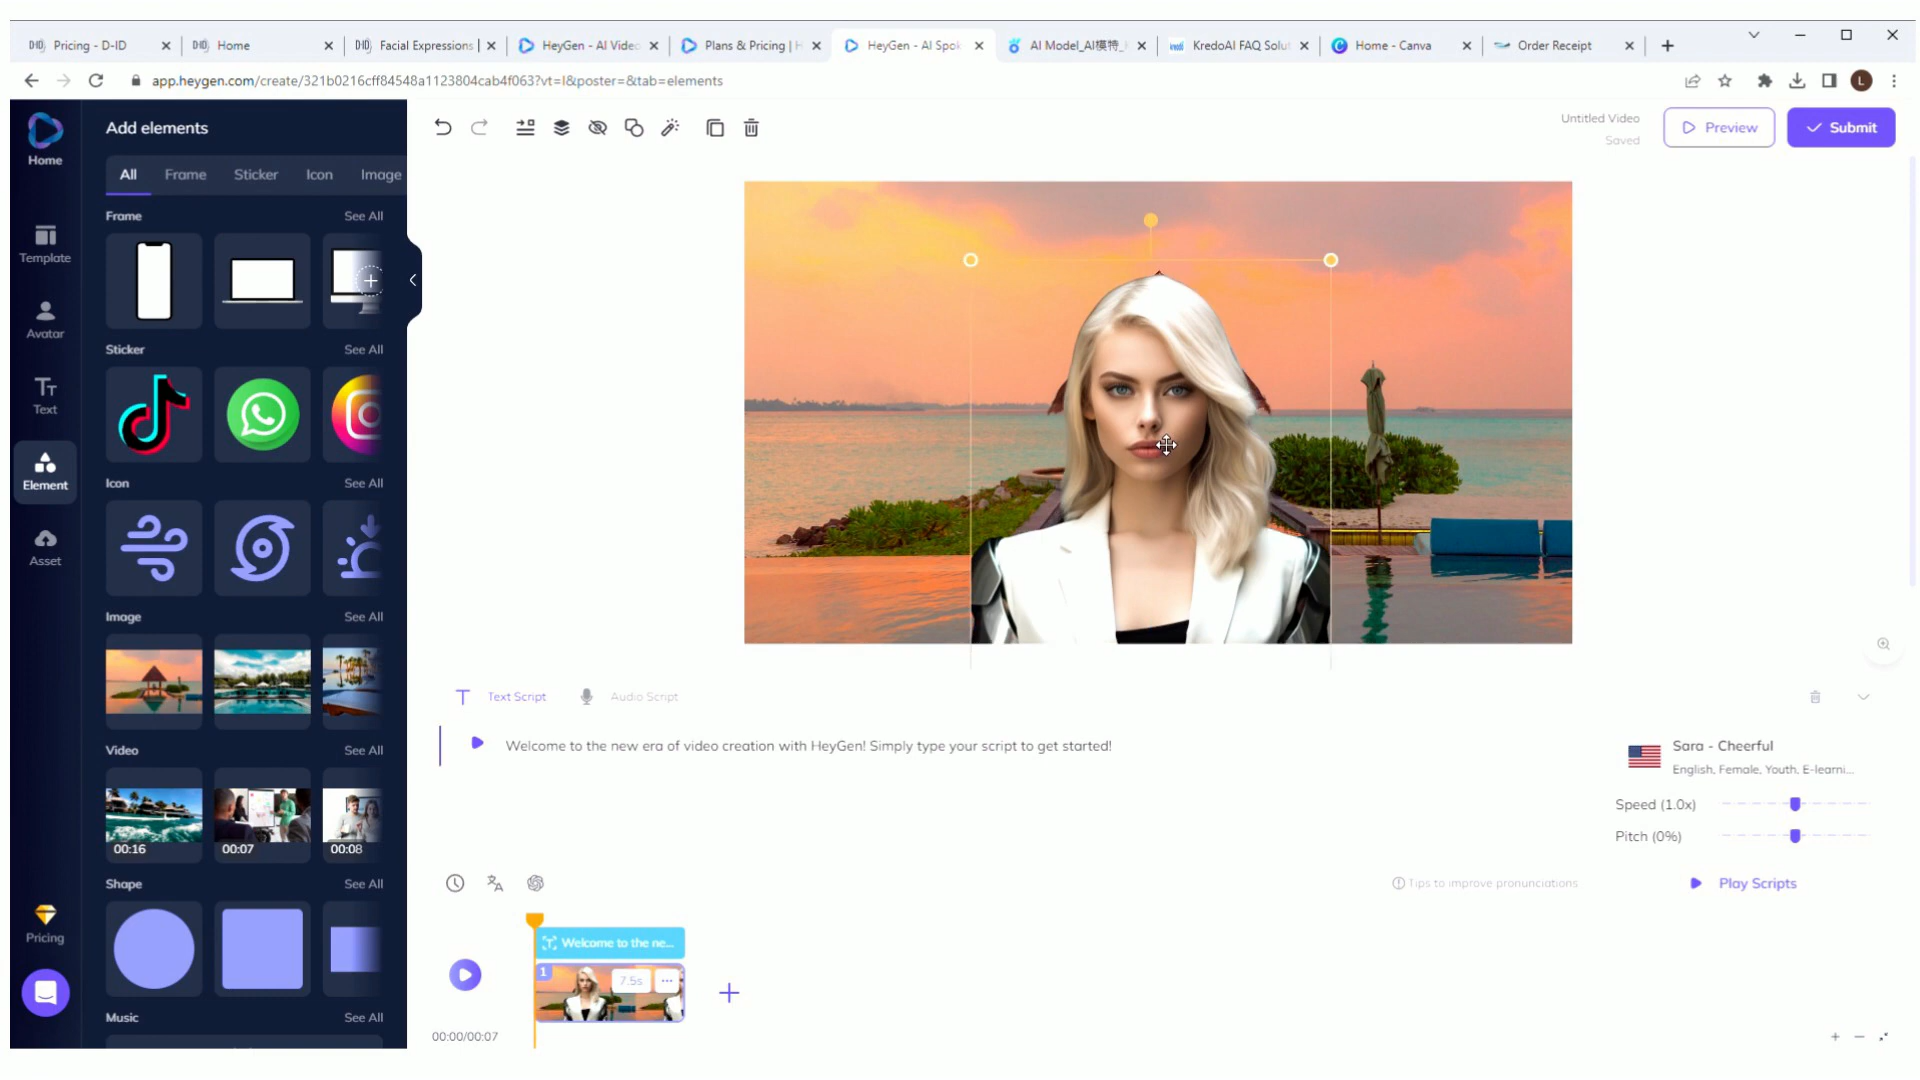 Pricing - D-ID
Home
Facial Expressions |
HeyGen - AI Video
Plans & Pricing | H
HeyGen - AI Spok
AI Model_AI模特_
KredoAI FAQ Solut
Home - Canva
Order Receipt
app.heygen.com/create/321b0216cff84548a1123804cab4f063?vt=l&poster=&tab=elements
L
Home
Template
Avatar
Text
Element
Asset
Pricing
Add elements
All
Frame
Sticker
Icon
Image
Frame
See All
Sticker
See All
Icon
See All
Image
See All
Video
See All
00:16
00:07
00:08
Shape
See All
Music
See All
Untitled Video
Saved
Preview
Submit
Text Script
Audio Script
Welcome to the new era of video creation with HeyGen! Simply type your script to get started!
Sara - Cheerful
English, Female, Youth, E-learni...
Speed (1.0x)
Pitch (0%)
Tips to improve pronunciations
Play Scripts
Welcome to the ne...
1
7.5s
00:00/00:07